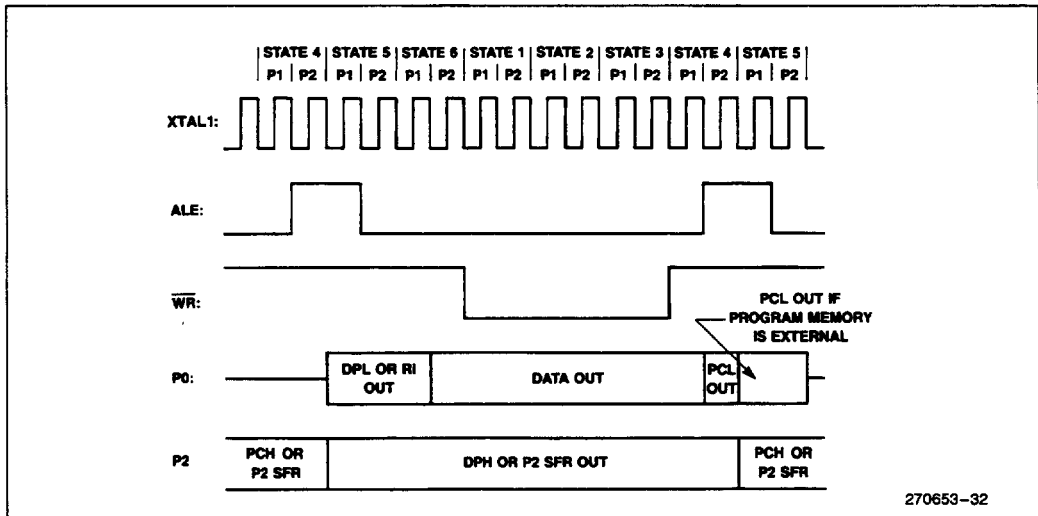 STATE 4 STATE 5 STATE 6 STATE 1 STATE 2 STATE 3 STATE 4 STATE 5
P1 P2 P1 P2 P1 P2 P1 P2 P1 P2 P1 P2 P1 P2 P1 P2
XTAL1:
ALE:
WR:
PCL OUT IF
PROGRAM MEMORY
IS EXTERNAL
P0:
DPL OR RI
OUT
DATA OUT
PCL
OUT
P2
PCH OR
P2 SFR
DPH OR P2 SFR OUT
PCH OR
P2 SFR
270653-32